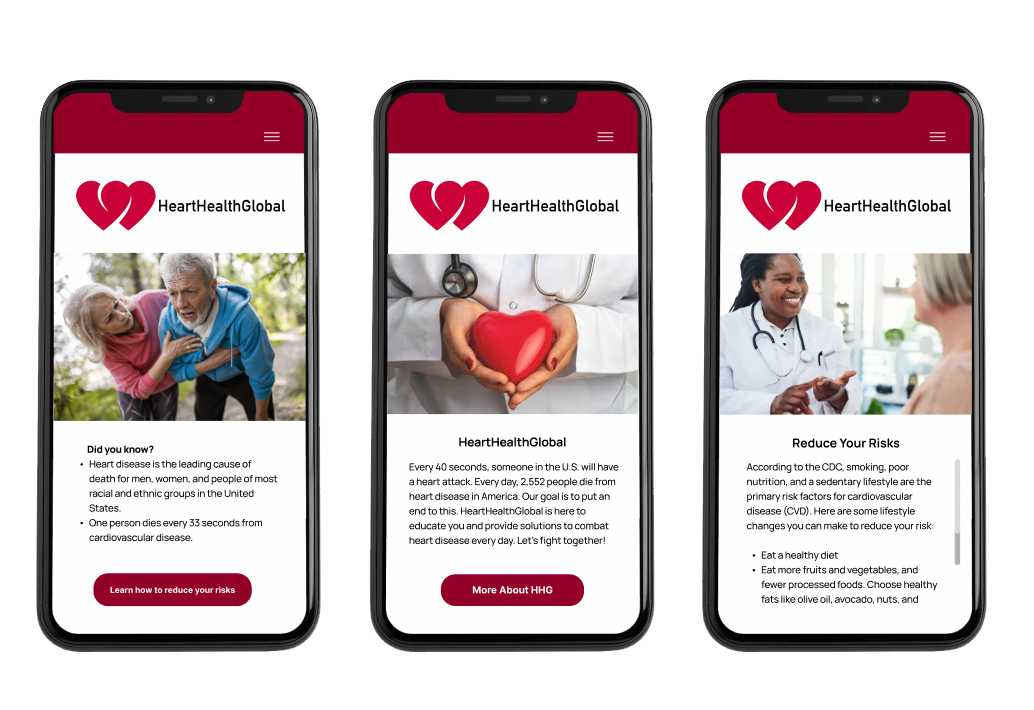 HeartHealthGlobal
Did you know?
• Heart disease is the leading cause of
death for men, women, and people of most
racial and ethnic groups in the United
States.
• One person dies every 33 seconds from
cardiovascular disease.
Learn how to reduce your risks
HeartHealthGlobal
HeartHealthGlobal
Every 40 seconds, someone in the U.S. will have
a heart attack. Every day, 2,552 people die from
heart disease in America. Our goal is to put an
end to this. HeartHealthGlobal is here to
educate you and provide solutions to combat
heart disease every day. Let's fight together!
More About HHG
HeartHealthGlobal
Reduce Your Risks
According to the CDC, smoking, poor
nutrition, and a sedentary lifestyle are the
primary risk factors for cardiovascular
disease (CVD). Here are some lifestyle
changes you can make to reduce your risk:
• Eat a healthy diet
• Eat more fruits and vegetables, and
fewer processed foods. Choose healthy
fats like olive oil, avocado, nuts, and